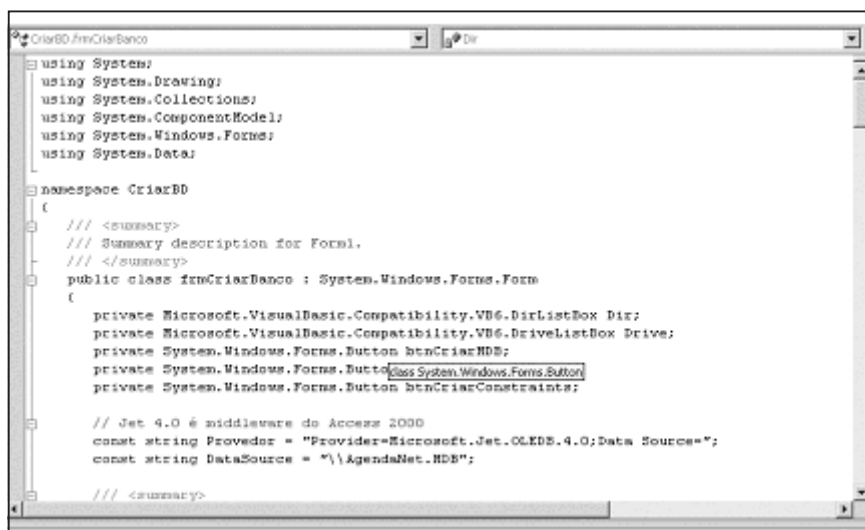 CriarBD.frmCriarBanco
Dir
using System;
using System.Drawing;
using System.Collections;
using System.ComponentModel;
using System.Windows.Forms;
using System.Data;
namespace CriarBD
{
/// <summary>
/// Summary description for Form1.
/// </summary>
public class frmCriarBanco : System.Windows.Forms.Form
{
private Microsoft.VisualBasic.Compatibility.VB6.DirListBox Dir;
private Microsoft.VisualBasic.Compatibility.VB6.DriveListBox Drive;
private System.Windows.Forms.Button btnCriarMDB;
private System.Windows.Forms.Butto class System.Windows.Forms.Button
private System.Windows.Forms.Button btnCriarConstraints;
// Jet 4.0 é middleware do Access 2000
const string Provedor = "Provider=Microsoft.Jet.OLEDB.4.0;Data Source=";
const string DataSource = "\\AgendaNet.MDB";
/// <summary>